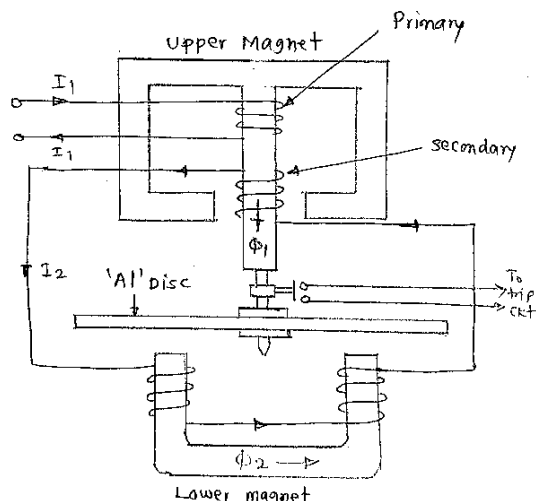 Primary
Upper Magnet
I1
I1
Secondary
Φ1
I2
'Al' Disc
To
trip
ckt
Φ2
Lower magnet